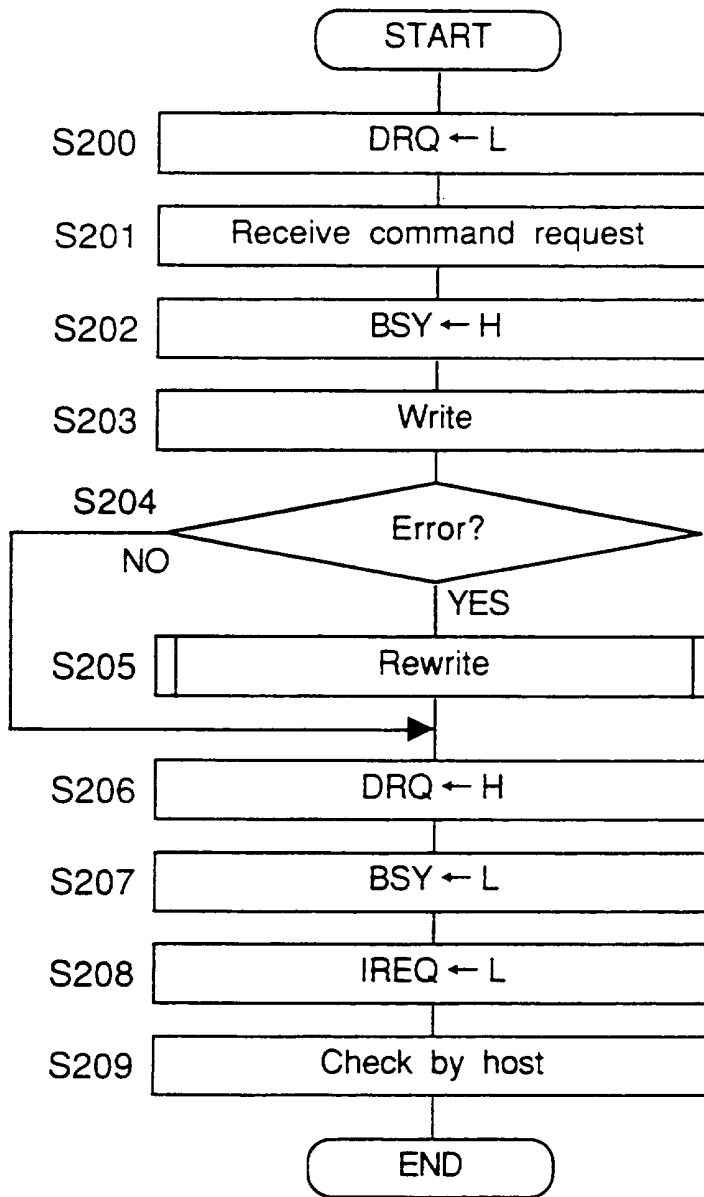 START
S200 DRQ ← L
S201 Receive command request
S202 BSY ← H
S203 Write
S204 Error?
NO
YES
S205 Rewrite
S206 DRQ ← H
S207 BSY ← L
S208 IREQ ← L
S209 Check by host
END